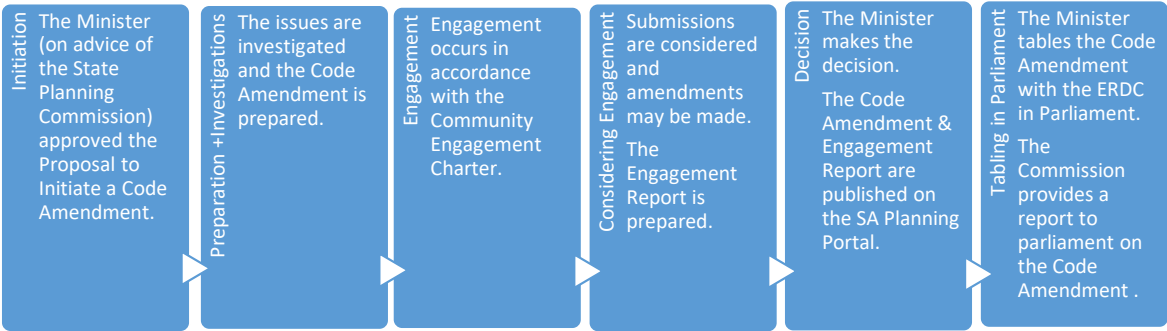 Initiation
The Minister
(on advice of
the State
Planning
Commission)
approved the
Proposal to
Initiate a Code
Amendment.
Preparation +Investigations
The issues are
investigated
and the Code
Amendment is
prepared.
Engagement
Engagement
occurs in
accordance
with the
Community
Engagement
Charter.
Considering Engagement
Submissions
are considered
and
amendments
may be made.
The
Engagement
Report is
prepared.
Decision
The Minister
makes the
decision.
The Code
Amendment &
Engagement
Report are
published on
the SA Planning
Portal.
Tabling in Parliament
The Minister
tables the Code
Amendment
with the ERDC
in Parliament.
The
Commission
provides a
report to
parliament on
the Code
Amendment .